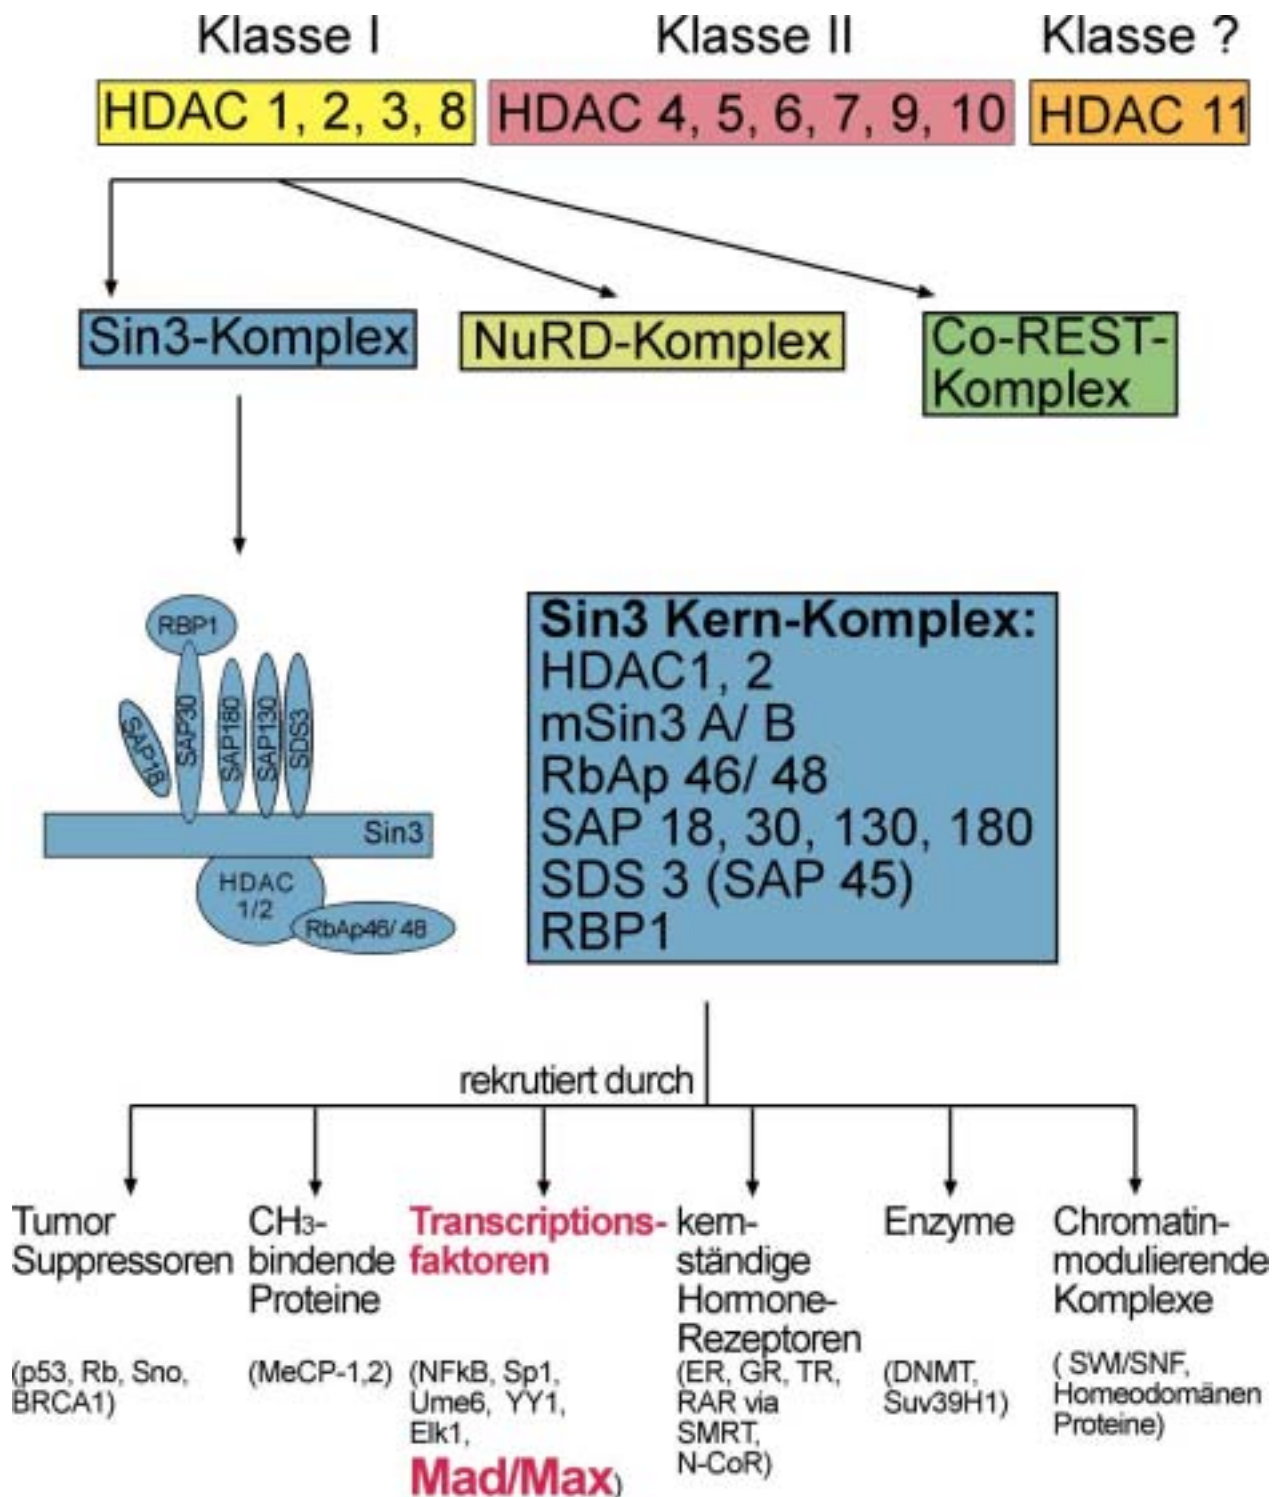 Klasse I
Klasse II
Klasse ?
HDAC 1, 2, 3, 8
HDAC 4, 5, 6, 7, 9, 10
HDAC 11
Sin3-Komplex
NuRD-Komplex
Co-REST-
Komplex
RBP1
SAP18
SAP30
SAP180
SAP130
SDS3
Sin3
HDAC
1/2
RbAp46/ 48
Sin3 Kern-Komplex:
HDAC1, 2
mSin3 A/ B
RbAp 46/ 48
SAP 18, 30, 130, 180
SDS 3 (SAP 45)
RBP1
rekrutiert durch
Tumor
Suppressoren
(p53, Rb, Sno,
BRCA1)
CH₃-
bindende
Proteine
(MeCP-1,2)
Transcriptions-
faktoren
(NFkB, Sp1,
Ume6, YY1,
Elk1,
Mad/Max)
kern-
ständige
Hormone-
Rezeptoren
(ER, GR, TR,
RAR via
SMRT,
N-CoR)
Enzyme
(DNMT,
Suv39H1)
Chromatin-
modulierende
Komplexe
( SWI/SNF,
Homeodomänen
Proteine)